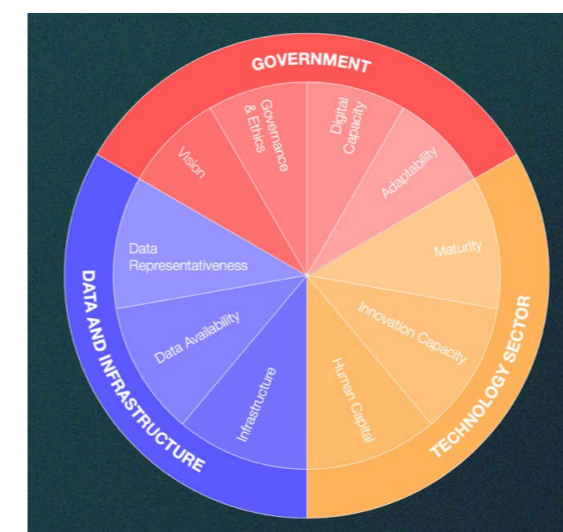 GOVERNMENT
Vision
Governance
& Ethics
Digital
Capacity
Adaptability
Maturity
Innovation Capacity
Human Capital
TECHNOLOGY SECTOR
Infrastructure
Data Availability
Data
Representativeness
DATA AND INFRASTRUCTURE